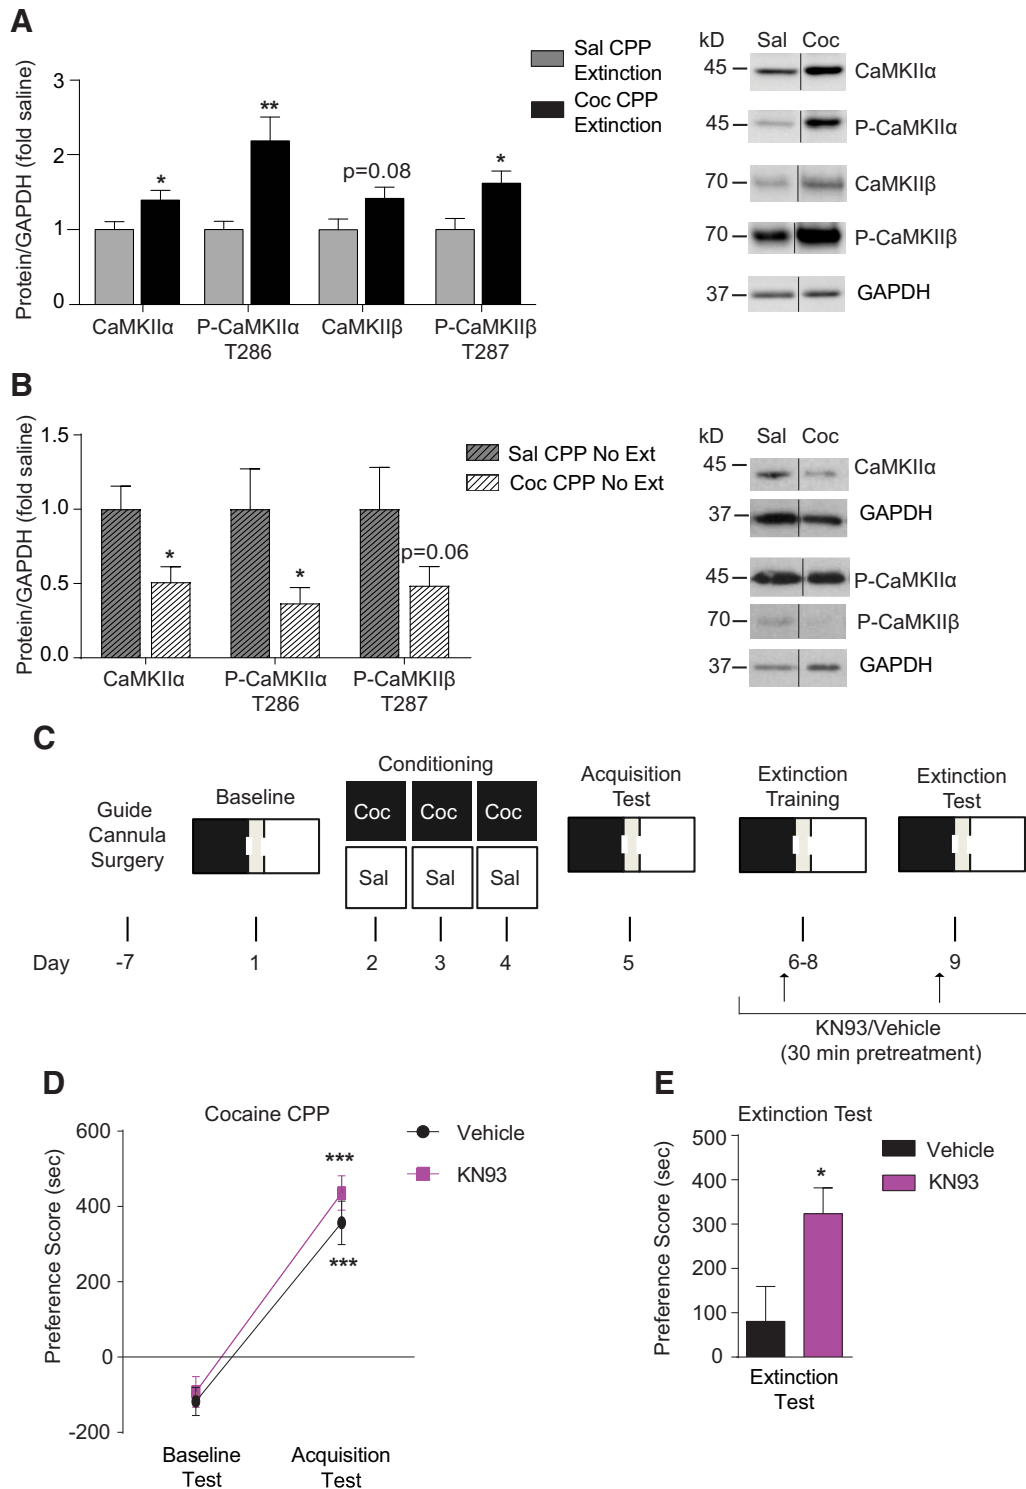 A
Protein/GAPDH (fold saline)
3
2
1
0
*
**
p=0.08
*
CaMKIIα
P-CaMKIIα
T286
CaMKIIβ
P-CaMKIIβ
T287
Sal CPP
Extinction
Coc CPP
Extinction
kD Sal Coc
45 CaMKIIα
45 P-CaMKIIα
70 CaMKIIβ
70 P-CaMKIIβ
37 GAPDH
B
Protein/GAPDH (fold saline)
1.5
1.0
0.5
0.0
*
*
p=0.06
CaMKIIα
P-CaMKIIα
T286
P-CaMKIIβ
T287
Sal CPP No Ext
Coc CPP No Ext
kD Sal Coc
45 CaMKIIα
37 GAPDH
45 P-CaMKIIα
70 P-CaMKIIβ
37 GAPDH
C
Guide
Cannula
Surgery
Baseline
Conditioning
Coc Coc Coc
Sal Sal Sal
Acquisition
Test
Extinction
Training
Extinction
Test
Day -7 1 2 3 4 5 6-8 9
KN93/Vehicle
(30 min pretreatment)
D
Cocaine CPP
Preference Score (sec)
600
400
200
0
-200
***
***
Baseline
Test
Acquisition
Test
Vehicle
KN93
E
Extinction Test
Preference Score (sec)
500
400
300
200
100
0
*
Extinction
Test
Vehicle
KN93